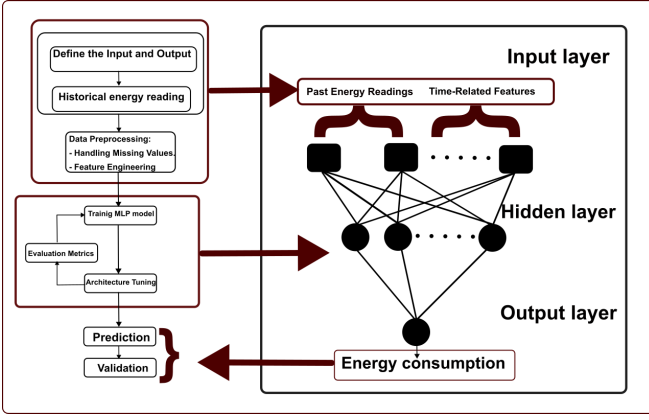 Define the Input and Output
Historical energy reading
Data Preprocessing:
- Handling Missing Values.
- Feature Engineering
Trainig MLP model
Evaluation Metrics
Architecture Tuning
Prediction
Validation
Input layer
Past Energy Readings
Time-Related Features
Hidden layer
Output layer
Energy consumption